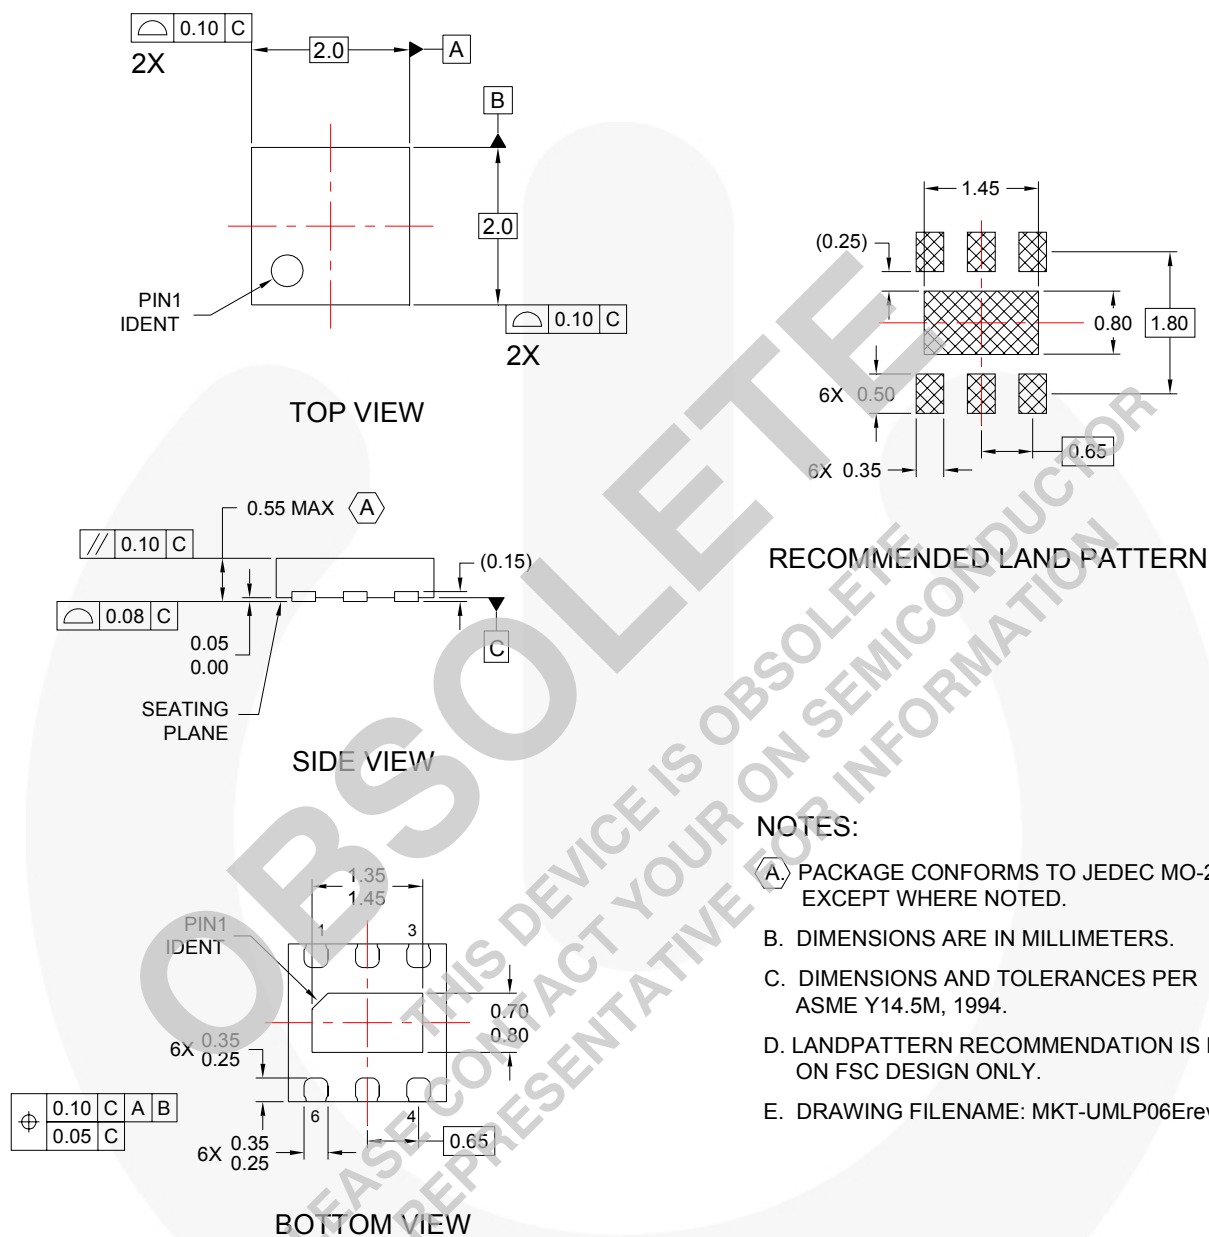 0.10 C
2X
2.0
A
B
2.0
PIN1
IDENT
0.10 C
2X
TOP VIEW
1.45
(0.25)
0.80
1.80
6X 0.50
6X 0.35
0.65
RECOMMENDED LAND PATTERN
0.55 MAX A
// 0.10 C
(0.15)
0.08 C
0.05
0.00
C
SEATING
PLANE
SIDE VIEW
1.35
1.45
PIN1
IDENT
1
3
0.70
0.80
6X 0.35
0.25
0.10 C A B
0.05 C
6
4
6X 0.35
0.25
0.65
BOTTOM VIEW
NOTES:
A. PACKAGE CONFORMS TO JEDEC MO-2
EXCEPT WHERE NOTED.
B. DIMENSIONS ARE IN MILLIMETERS.
C. DIMENSIONS AND TOLERANCES PER
ASME Y14.5M, 1994.
D. LANDPATTERN RECOMMENDATION IS
ON FSC DESIGN ONLY.
E. DRAWING FILENAME: MKT-UMLP06Erev
OBSOLETE
THIS DEVICE IS OBSOLETE
EASE CONTACT YOUR ON SEMICONDUCTOR
REPRESENTATIVE FOR INFORMATION